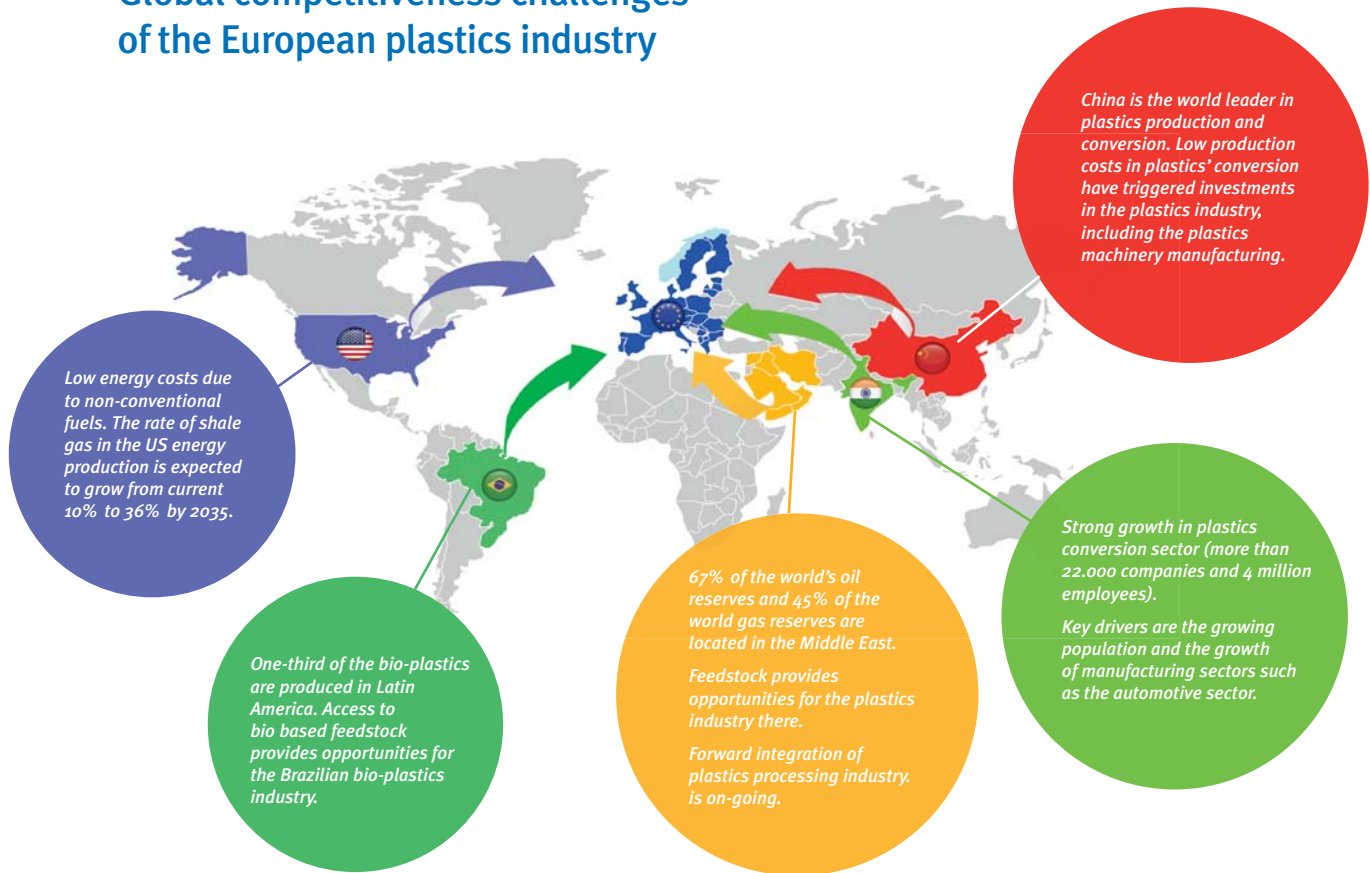 Global competitiveness challenges
of the European plastics industry
China is the world leader in
plastics production and
conversion. Low production
costs in plastics’ conversion
have triggered investments
in the plastics industry,
including the plastics
machinery manufacturing.
Low energy costs due
to non-conventional
fuels. The rate of shale
gas in the US energy
production is expected
to grow from current
10% to 36% by 2035.
One-third of the bio-plastics
are produced in Latin
America. Access to
bio based feedstock
provides opportunities for
the Brazilian bio-plastics
industry.
67% of the world’s oil
reserves and 45% of the
world gas reserves are
located in the Middle East.
Feedstock provides
opportunities for the plastics
industry there.
Forward integration of
plastics processing industry.
is on-going.
Strong growth in plastics
conversion sector (more than
22.000 companies and 4 million
employees).
Key drivers are the growing
population and the growth
of manufacturing sectors such
as the automotive sector.